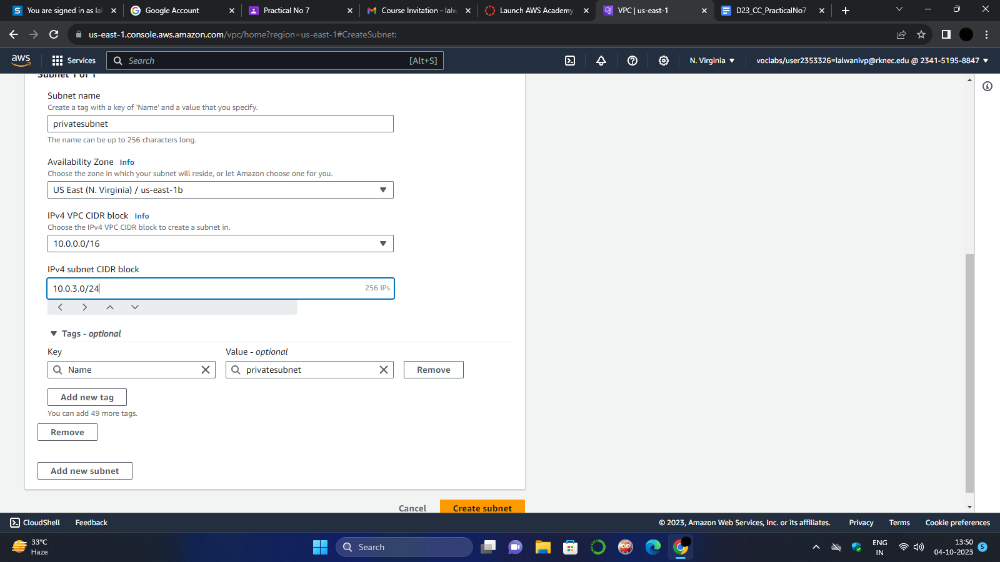 You are signed in as la
Google Account
Practical No 7
Course Invitation - lalw
Launch AWS Academy
VPC | us-east-1
D23_CC_PracticalNo7 -
us-east-1.console.aws.amazon.com/vpc/home?region=us-east-1#CreateSubnet:
aws
Services
Search
[Alt+S]
N. Virginia
voclabs/user2353326=lalwanivp@rknec.edu @ 2341-5195-8847
Subnet 1 of 1
Subnet name
Create a tag with a key of 'Name' and a value that you specify.
privatesubnet
The name can be up to 256 characters long.
Availability Zone Info
Choose the zone in which your subnet will reside, or let Amazon choose one for you.
US East (N. Virginia) / us-east-1b
IPv4 VPC CIDR block Info
Choose the IPv4 VPC CIDR block to create a subnet in.
10.0.0.0/16
IPv4 subnet CIDR block
10.0.3.0/24
256 IPs
Tags - optional
Key
Value - optional
Name
privatesubnet
Remove
Add new tag
You can add 49 more tags.
Remove
Add new subnet
Cancel
Create subnet
CloudShell
Feedback
© 2023, Amazon Web Services, Inc. or its affiliates.
Privacy
Terms
Cookie preferences
33°C
Haze
Search
ENG
IN
13:50
04-10-2023
5